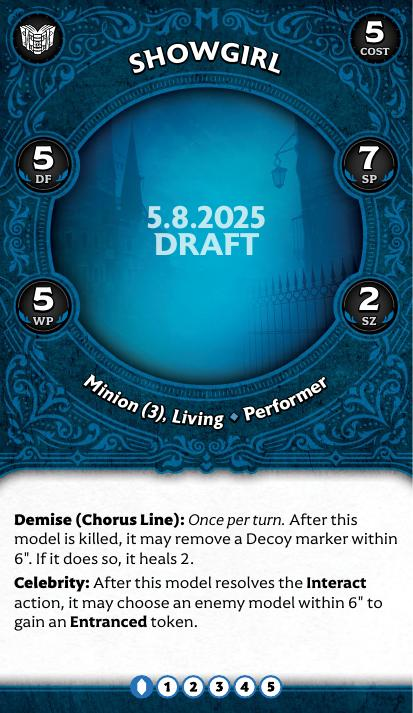 5
COST
SHOWGIRL
5
DF
7
SP
5.8.2025
DRAFT
5
WP
2
SZ
Minion (3), Living ◆ Performer
Demise (Chorus Line): Once per turn. After this
model is killed, it may remove a Decoy marker within
6". If it does so, it heals 2.
Celebrity: After this model resolves the Interact
action, it may choose an enemy model within 6" to
gain an Entranced token.
1 2 3 4 5